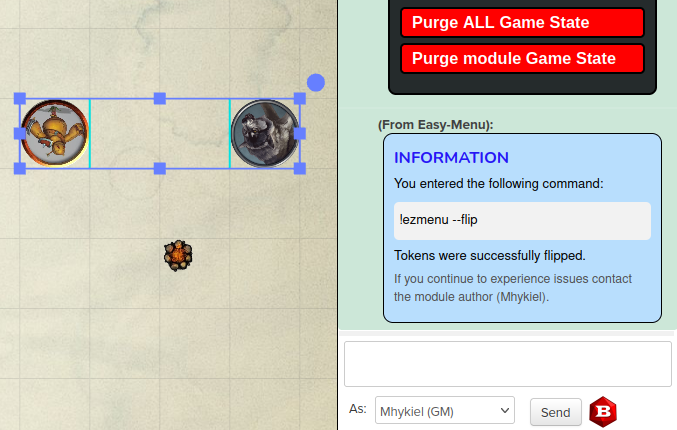 Purge ALL Game State
Purge module Game State
(From Easy-Menu):
INFORMATION
You entered the following command:
!ezmenu --flip
Tokens were successfully flipped.
If you continue to experience issues contact
the module author (Mhykiel).
As:
Mhykiel (GM)
Send
B